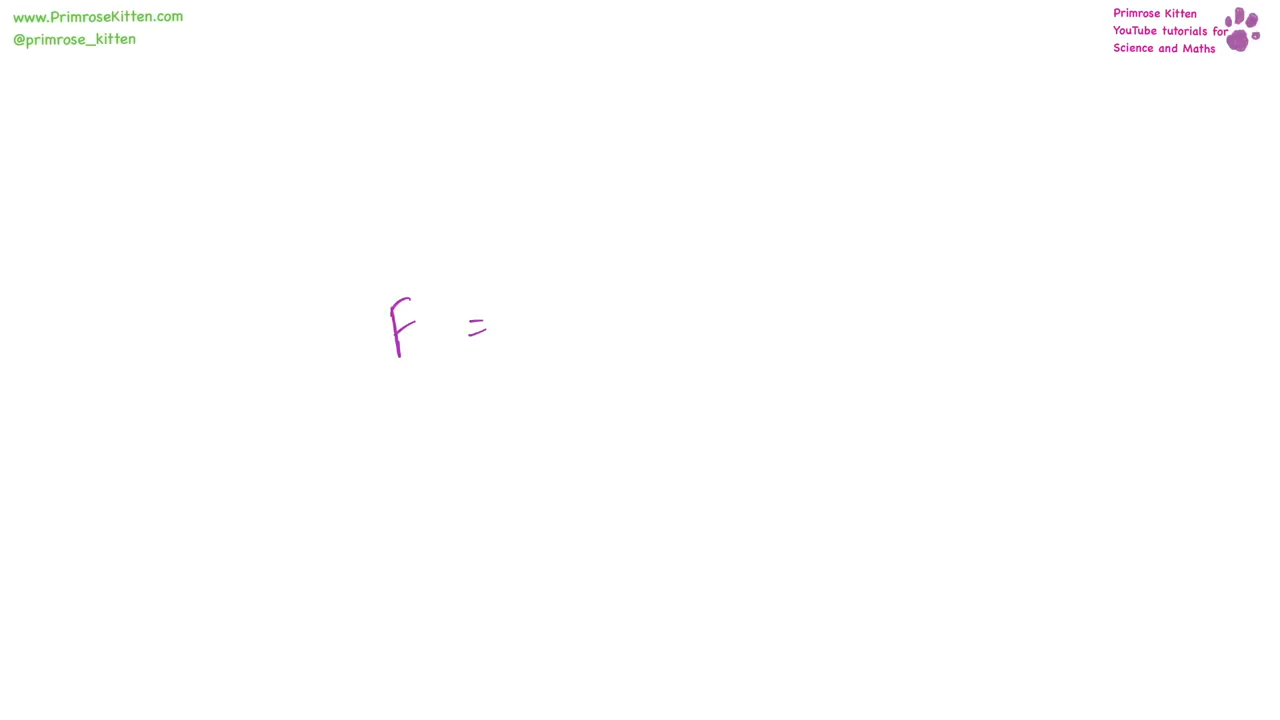 www.PrimroseKitten.com
@primrose_kitten
Primrose Kitten
YouTube tutorials for
Science and Maths
F =